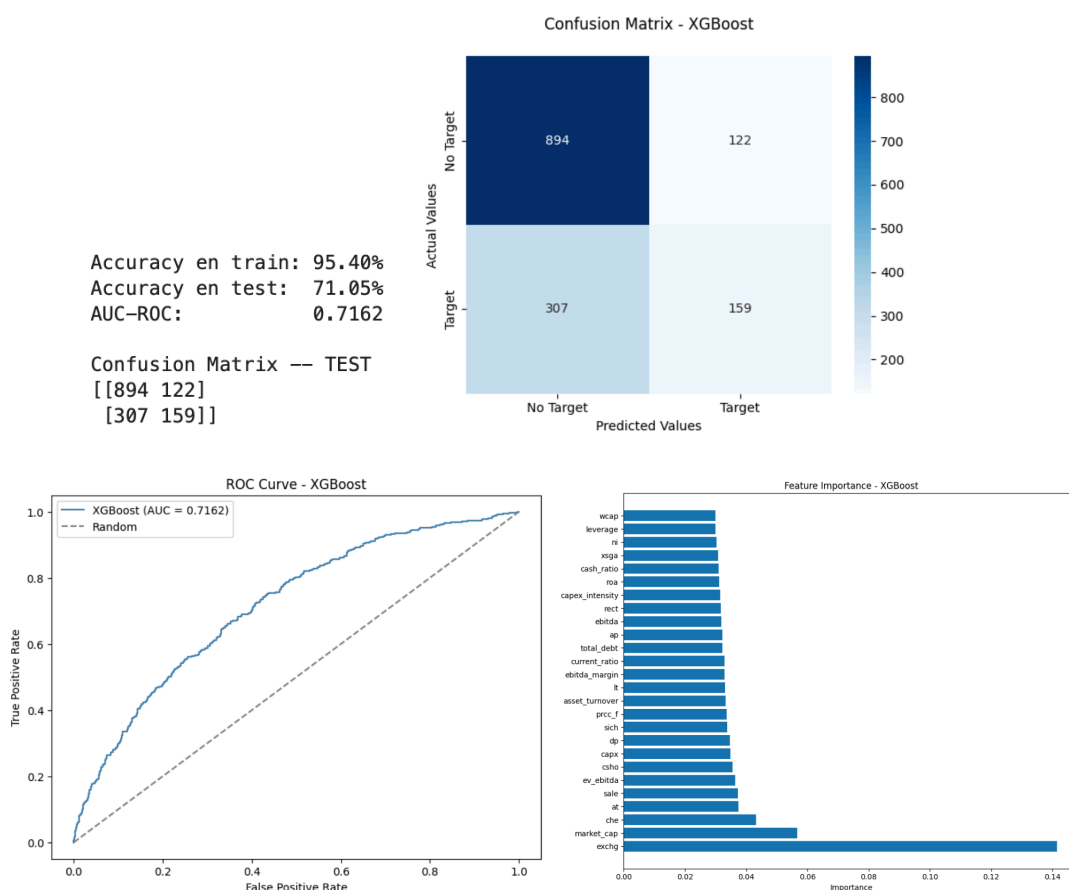 Confusion Matrix - XGBoost
No Target
Target
Actual Values
894
122
307
159
No Target
Target
Predicted Values
800
700
600
500
400
300
200
Accuracy en train: 95.40%
Accuracy en test:  71.05%
AUC-ROC:           0.7162
Confusion Matrix -- TEST
[[894 122]
 [307 159]]
ROC Curve - XGBoost
XGBoost (AUC = 0.7162)
Random
True Positive Rate
1.0
0.8
0.6
0.4
0.2
0.0
0.0
0.2
0.4
0.6
0.8
1.0
False Positive Rate
Feature Importance - XGBoost
wcap
leverage
ni
xsga
cash_ratio
roa
capex_intensity
rect
ebitda
ap
total_debt
current_ratio
ebitda_margin
lt
asset_turnover
prcc_f
sich
dp
capx
csho
ev_ebitda
sale
at
che
market_cap
exchg
0.00
0.02
0.04
0.06
0.08
0.10
0.12
0.14
Importance